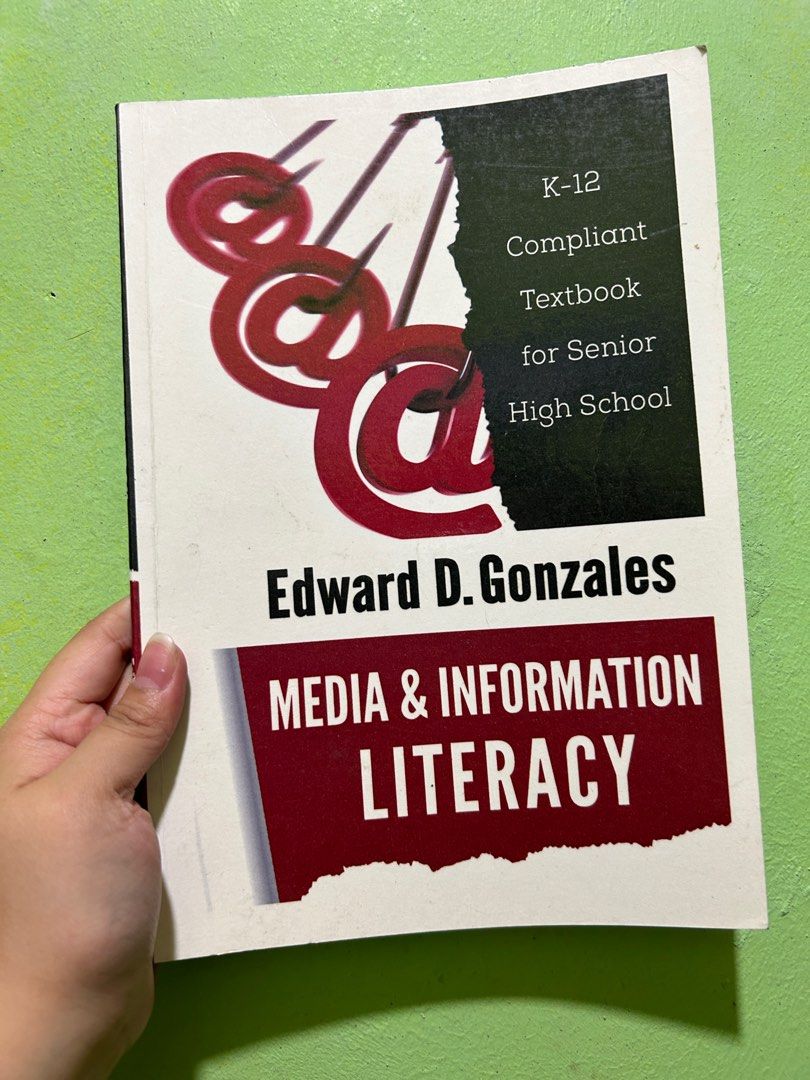 K-12
Compliant
Textbook
for Senior
High School
@
@
@
Edward D. Gonzales
MEDIA & INFORMATION
LITERACY